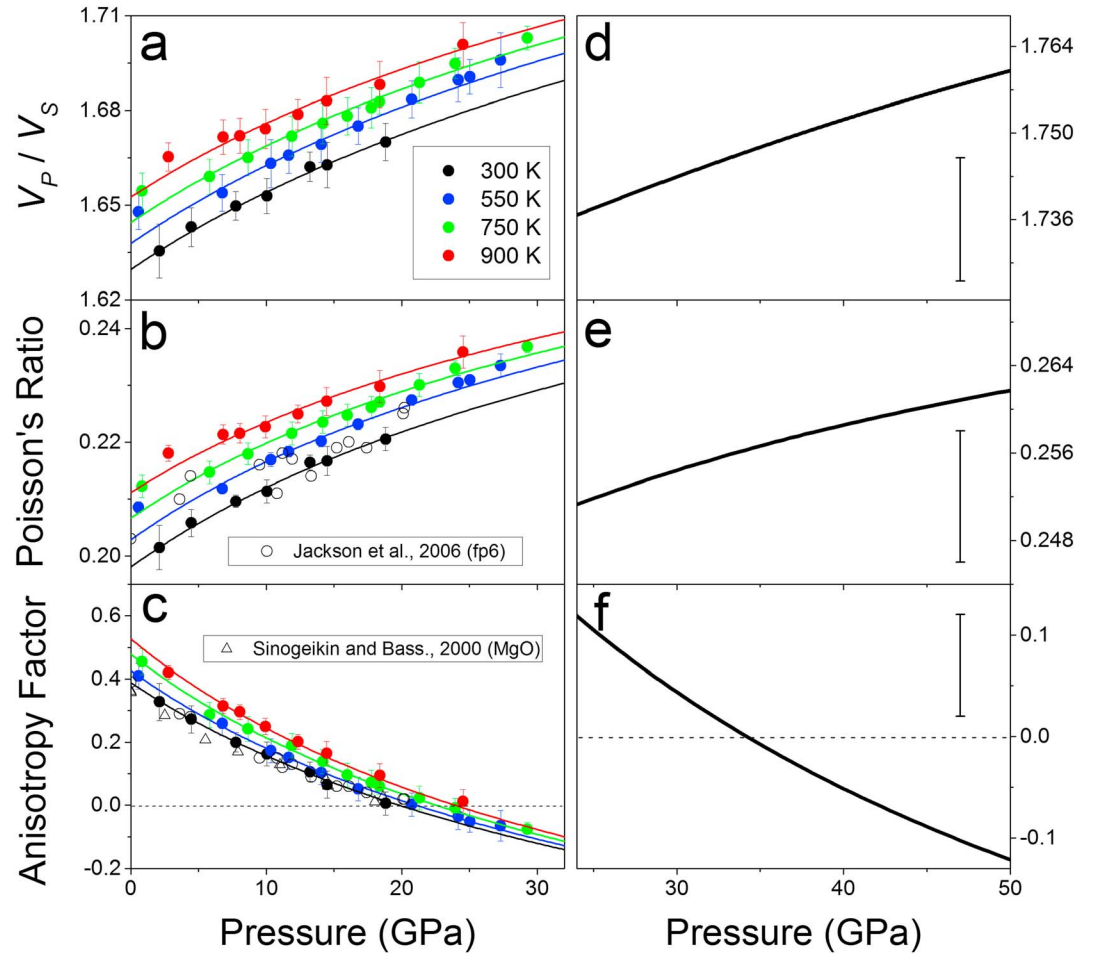 1.71
1.68
1.65
1.62
V_P / V_S
a
300 K
550 K
750 K
900 K
d
1.764
1.750
1.736
0.24
0.22
0.20
Poisson's Ratio
b
Jackson et al., 2006 (fp6)
e
0.264
0.256
0.248
0.6
0.4
0.2
0.0
-0.2
Anisotropy Factor
c
Sinogeikin and Bass., 2000 (MgO)
f
0.1
0.0
-0.1
0 10 20 30
30 40 50
Pressure (GPa)
Pressure (GPa)